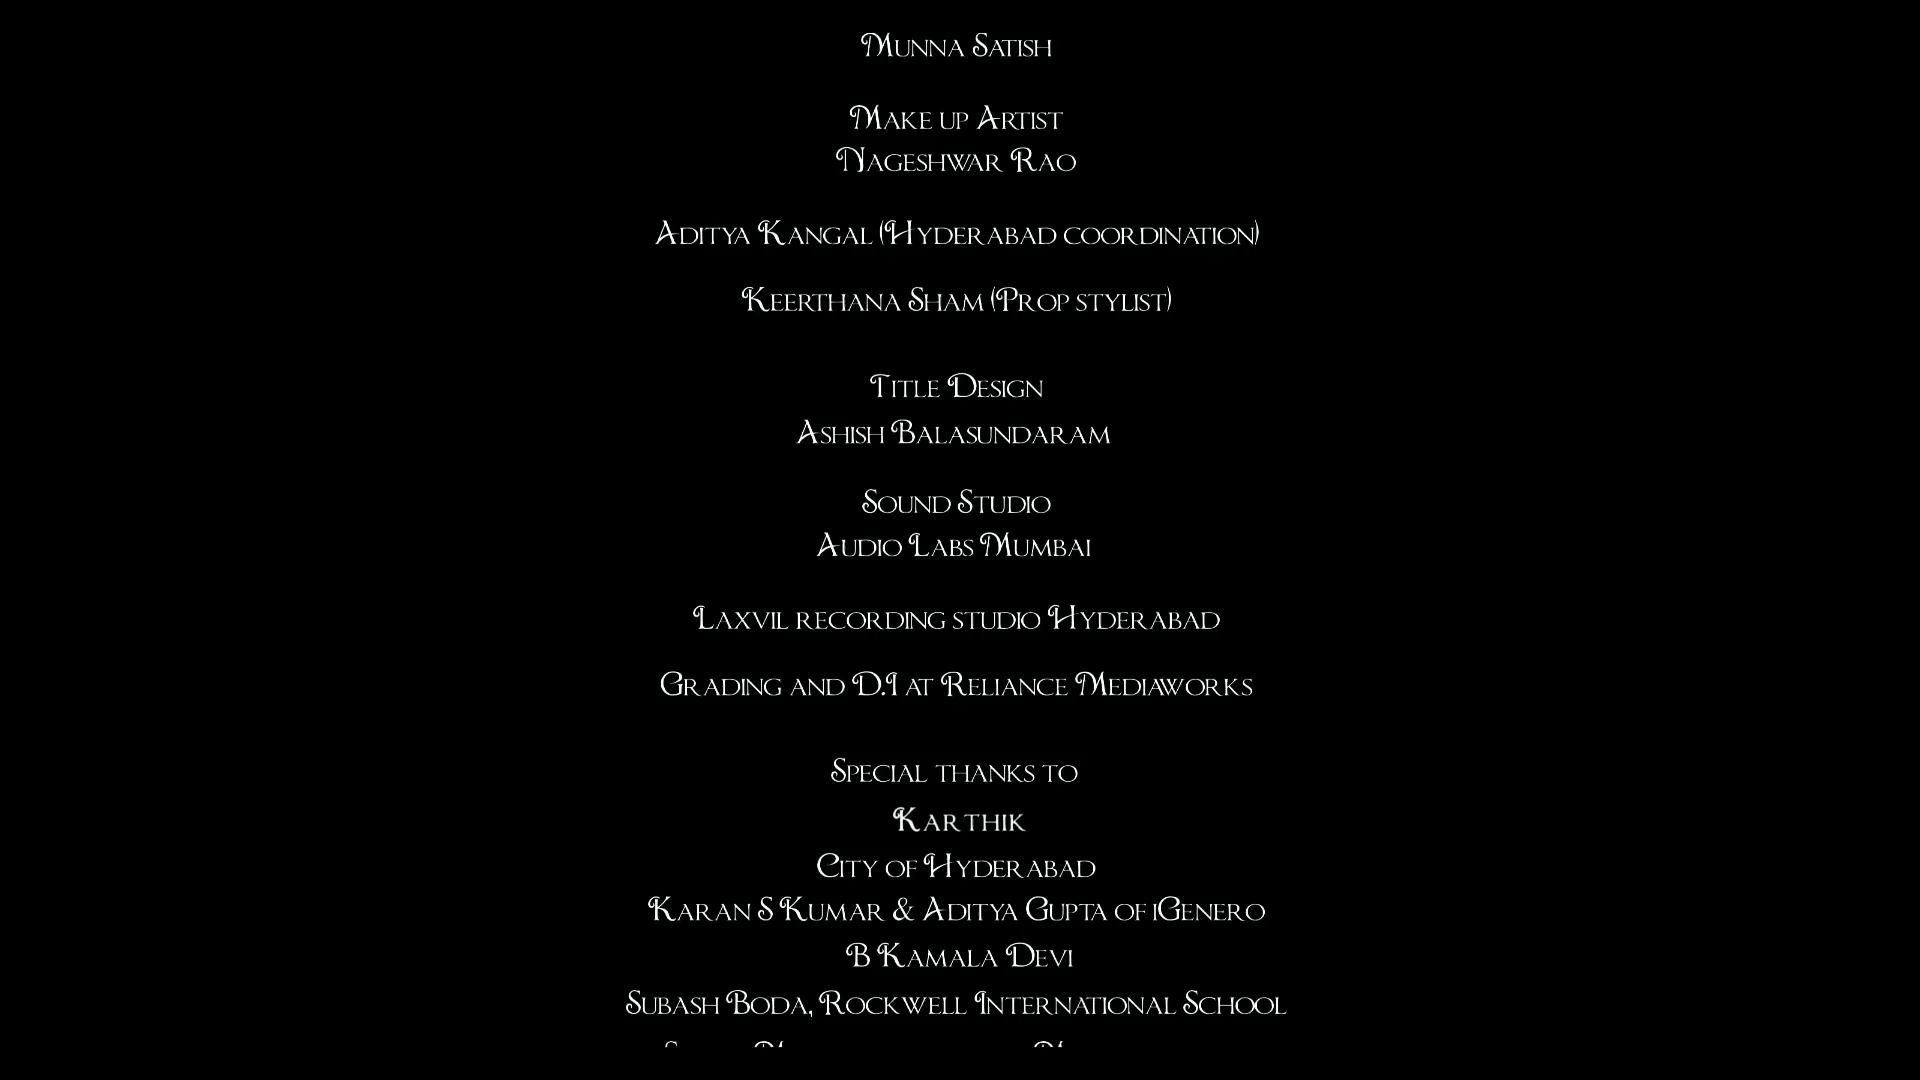 Munna Satish
Make up Artist
Nageshwar Rao
Aditya Kangal (Hyderabad coordination)
Keerthana Sham (Prop stylist)
Title Design
Ashish Balasundaram
Sound Studio
Audio Labs Mumbai
Laxvil recording studio Hyderabad
Grading and D.I at Reliance Mediaworks
Special thanks to
Karthik
City of Hyderabad
Karan S Kumar & Aditya Gupta of iGenero
B Kamala Devi
Subash Boda, Rockwell International School